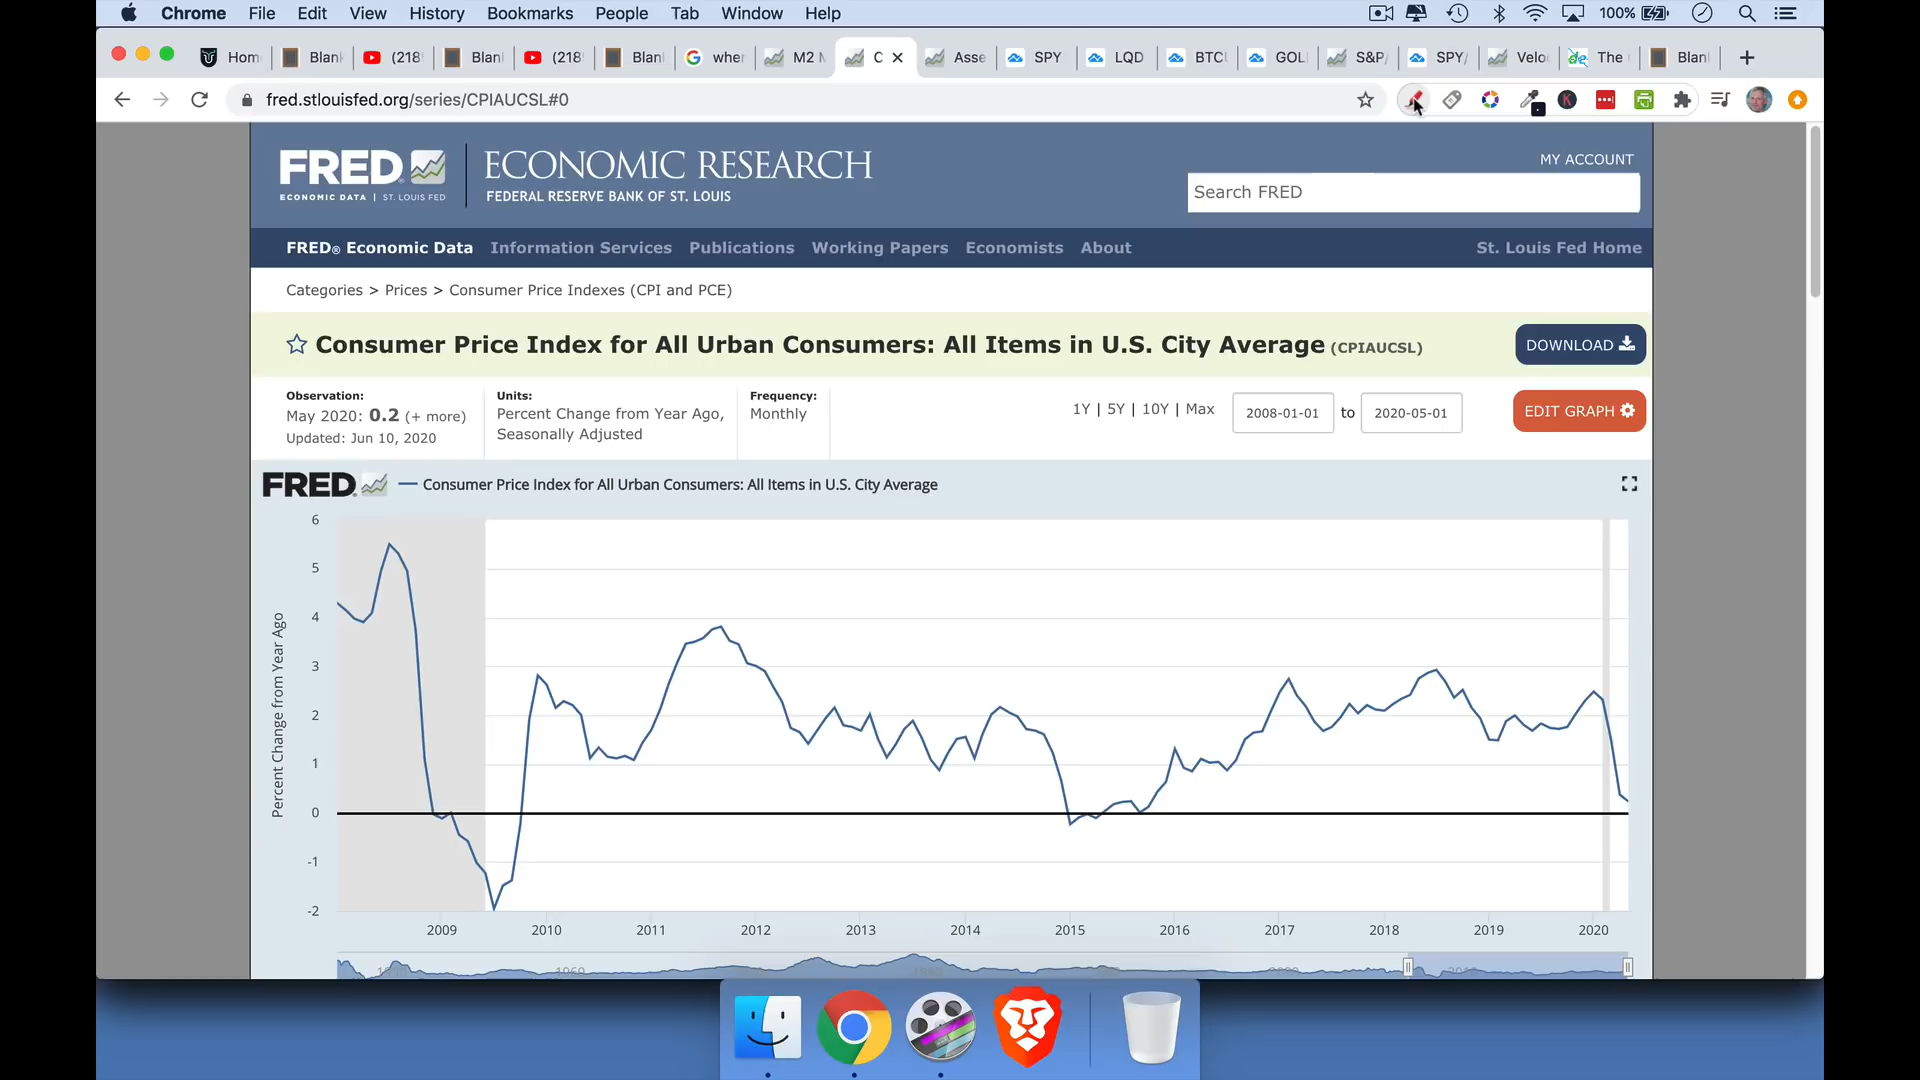 Chrome File Edit View History Bookmarks People Tab Window Help 100%
Hom Blank (218 Blan (218 Blan wher M2 M C Asse SPY LQD BTCU GOL S&P/ SPY/ Velo The Blan
fred.stlouisfed.org/series/CPIAUCSL#0
FRED ECONOMIC RESEARCH
ECONOMIC DATA | ST. LOUIS FED FEDERAL RESERVE BANK OF ST. LOUIS
MY ACCOUNT
Search FRED
FRED® Economic Data Information Services Publications Working Papers Economists About St. Louis Fed Home
Categories > Prices > Consumer Price Indexes (CPI and PCE)
Consumer Price Index for All Urban Consumers: All Items in U.S. City Average (CPIAUCSL)
DOWNLOAD
Observation:
May 2020: 0.2 (+ more)
Updated: Jun 10, 2020
Units:
Percent Change from Year Ago,
Seasonally Adjusted
Frequency:
Monthly
1Y | 5Y | 10Y | Max 2008-01-01 to 2020-05-01
EDIT GRAPH
FRED Consumer Price Index for All Urban Consumers: All Items in U.S. City Average
Percent Change from Year Ago
6
5
4
3
2
1
0
-1
-2
2009 2010 2011 2012 2013 2014 2015 2016 2017 2018 2019 2020